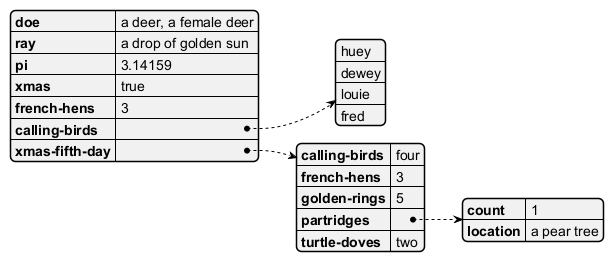 doe a deer, a female deer
ray a drop of golden sun
pi 3.14159
xmas true
french-hens 3
calling-birds
xmas-fifth-day
huey
dewey
louie
fred
calling-birds four
french-hens 3
golden-rings 5
partridges
turtle-doves two
count 1
location a pear tree